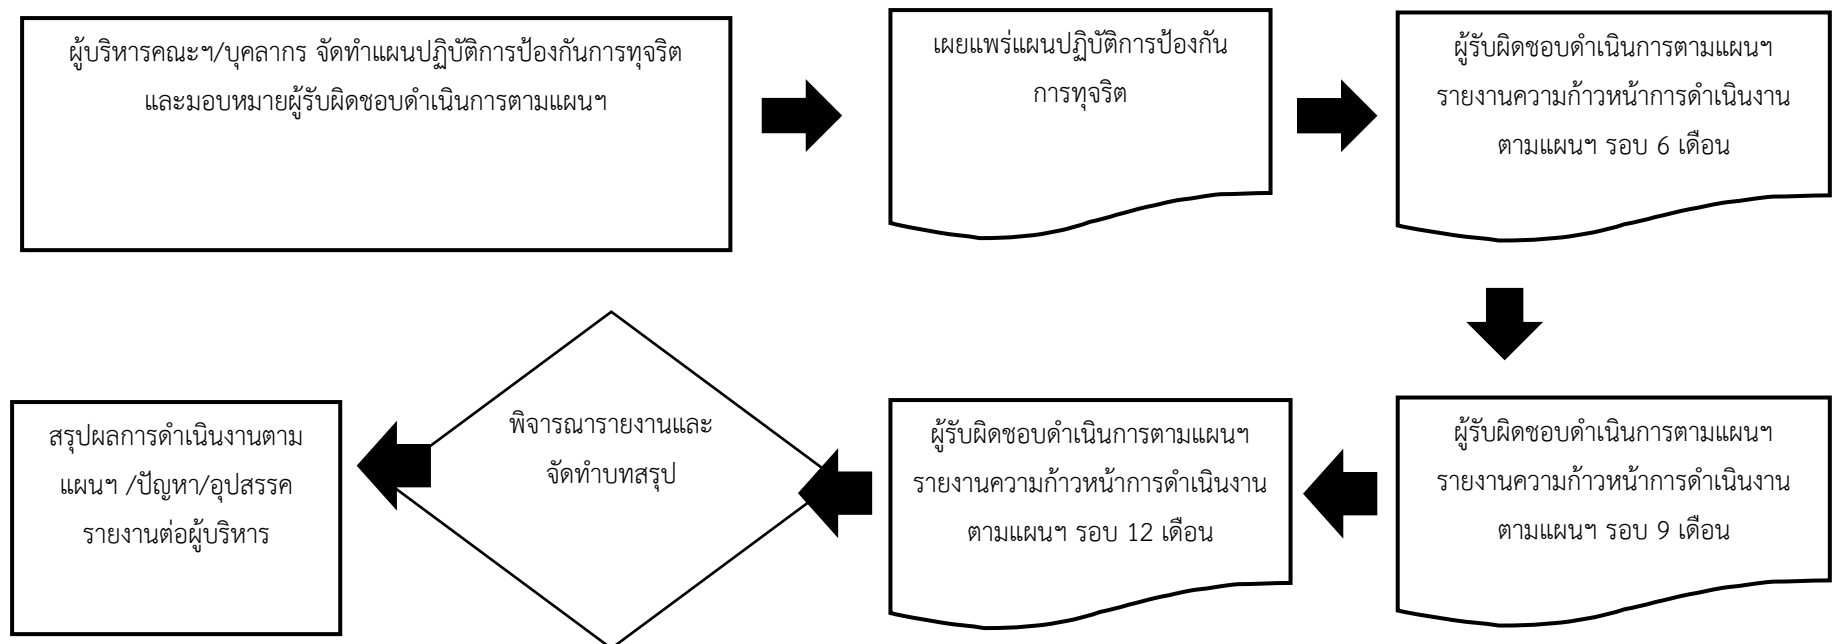 ผู้บริหารคณะฯ/บุคลากร จัดทำแผนปฏิบัติการป้องกันการทุจริต
และมอบหมายผู้รับผิดชอบดำเนินการตามแผนฯ
เผยแพร่แผนปฏิบัติการป้องกัน
การทุจริต
ผู้รับผิดชอบดำเนินการตามแผนฯ
รายงานความก้าวหน้าการดำเนินงาน
ตามแผนฯ รอบ 6 เดือน
ผู้รับผิดชอบดำเนินการตามแผนฯ
รายงานความก้าวหน้าการดำเนินงาน
ตามแผนฯ รอบ 9 เดือน
ผู้รับผิดชอบดำเนินการตามแผนฯ
รายงานความก้าวหน้าการดำเนินงาน
ตามแผนฯ รอบ 12 เดือน
พิจารณารายงานและ
จัดทำบทสรุป
สรุปผลการดำเนินงานตาม
แผนฯ /ปัญหา/อุปสรรค
รายงานต่อผู้บริหาร